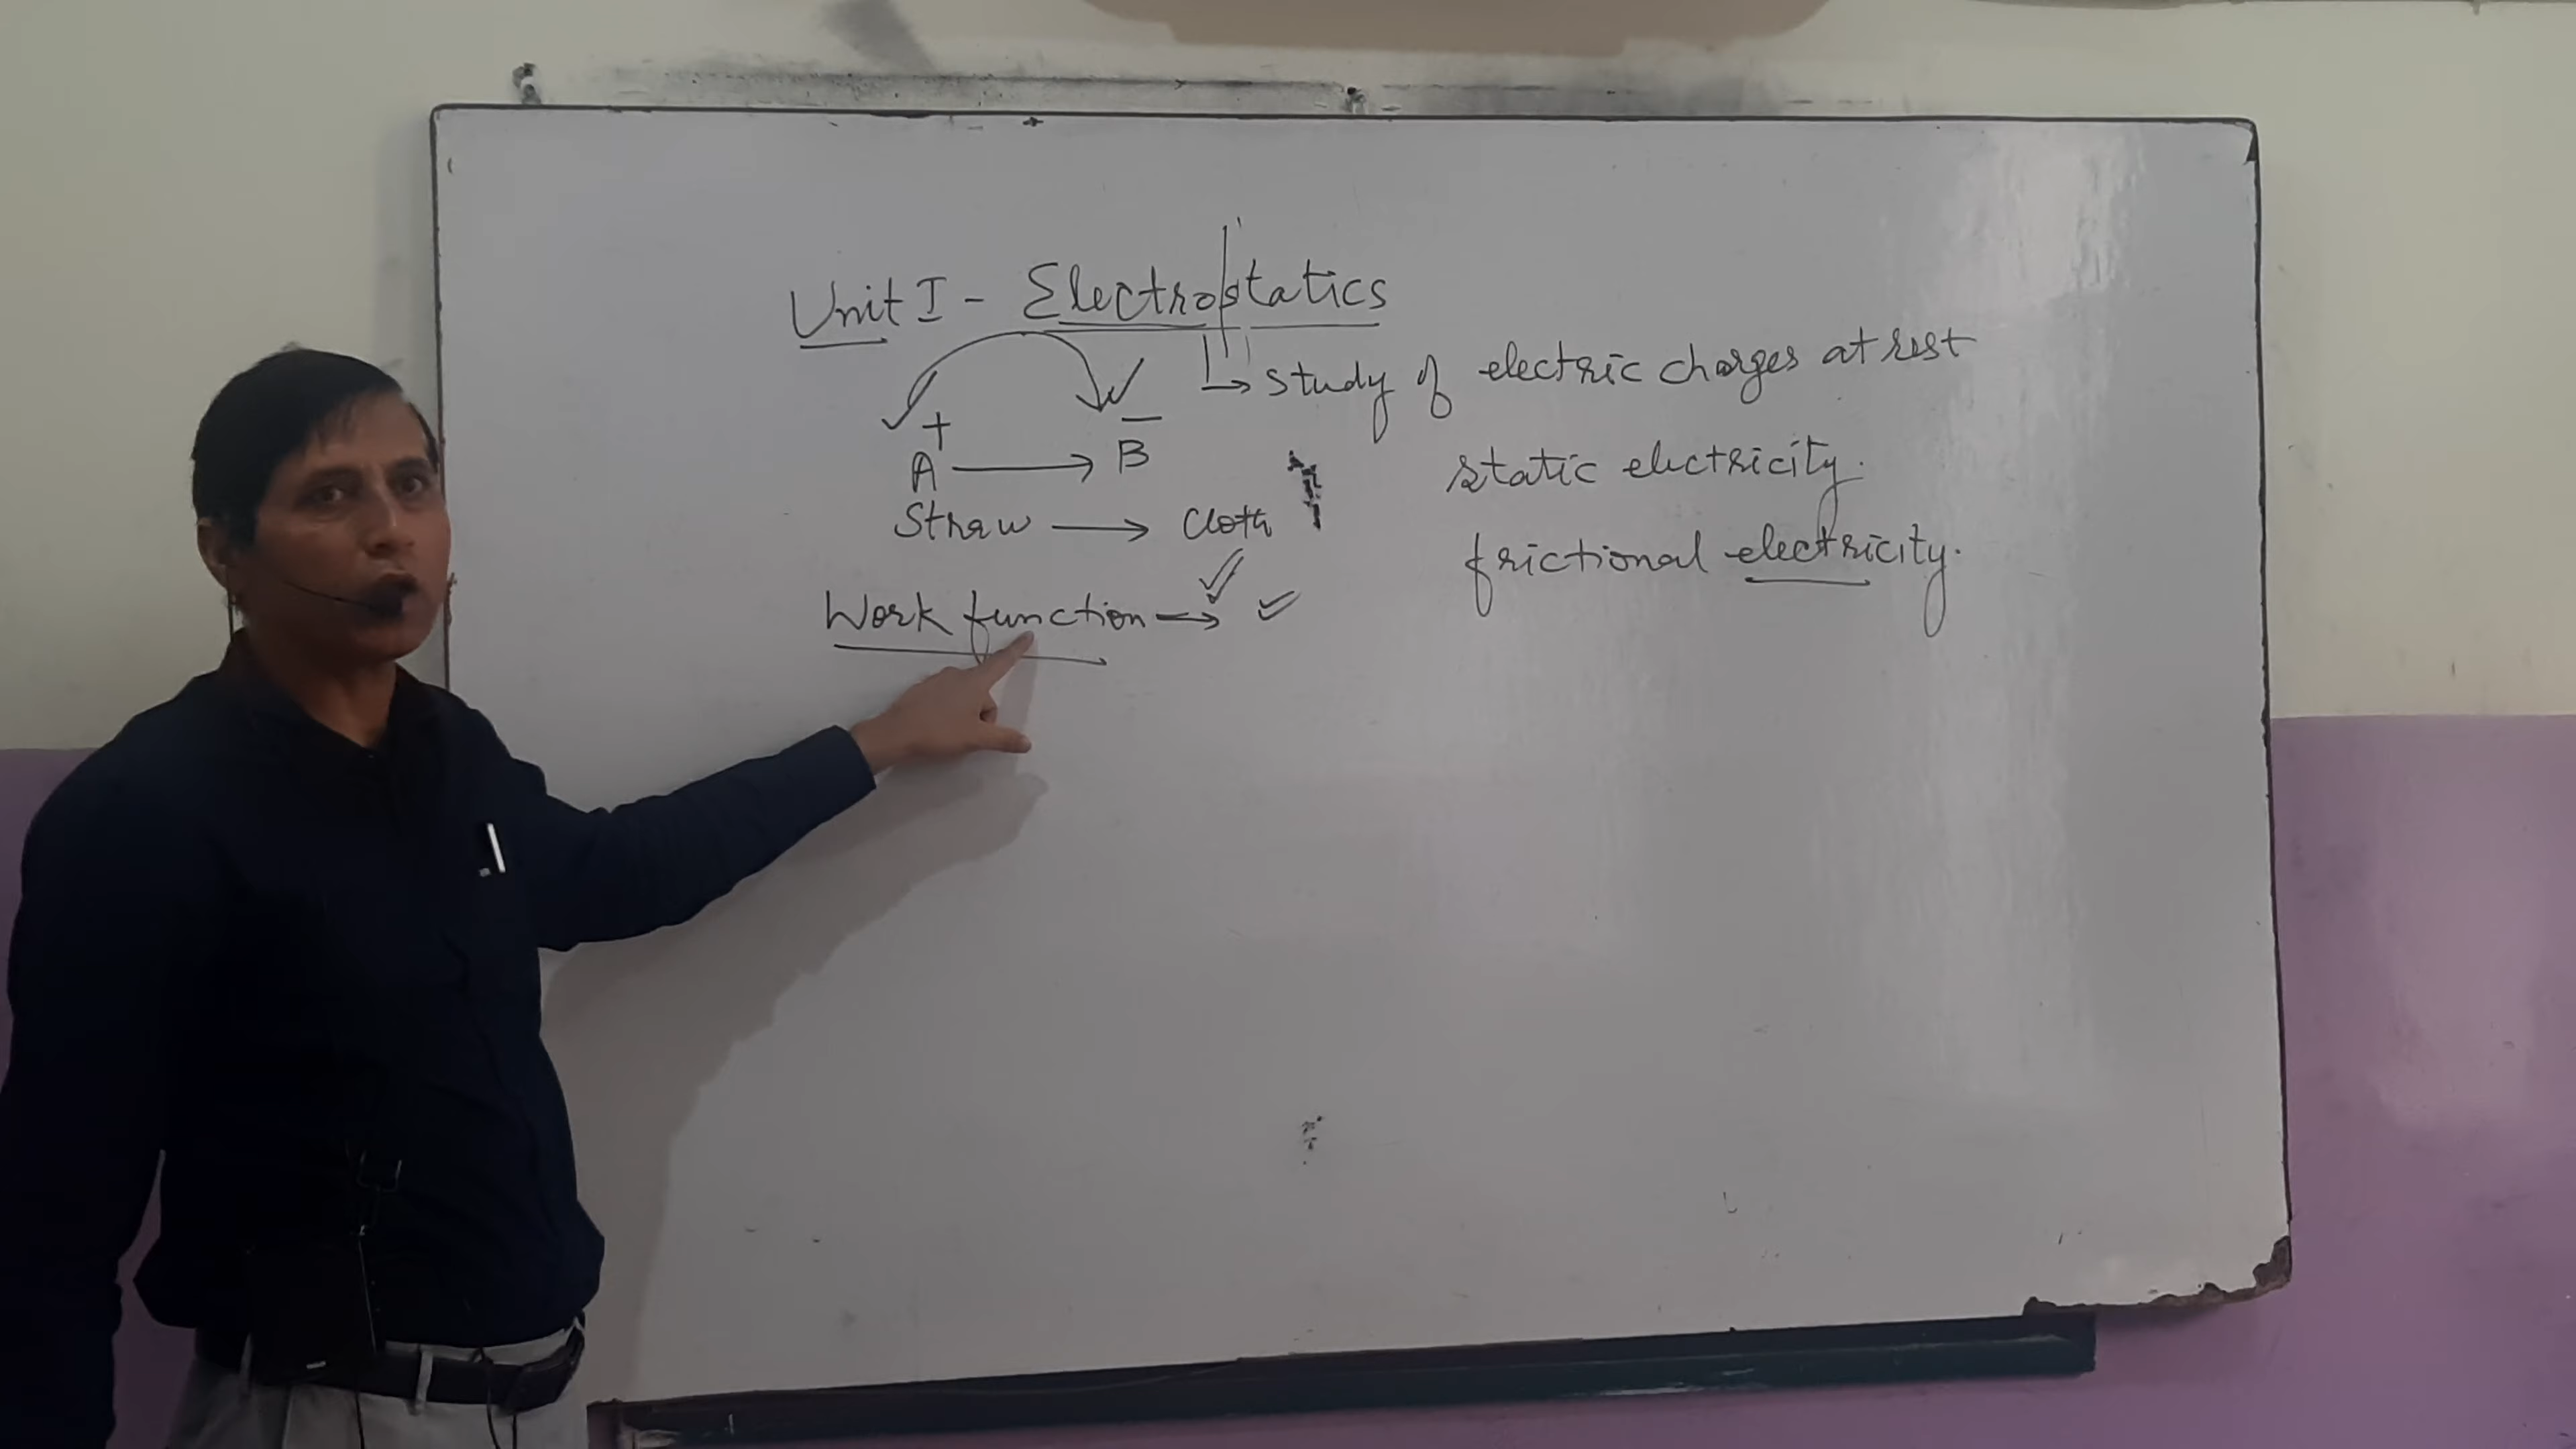 Unit I - Electrostatics
→ Study of electric charges at rest
+ −
A → B
static electricity.
Straw → Cloth
frictional electricity.
Work function →